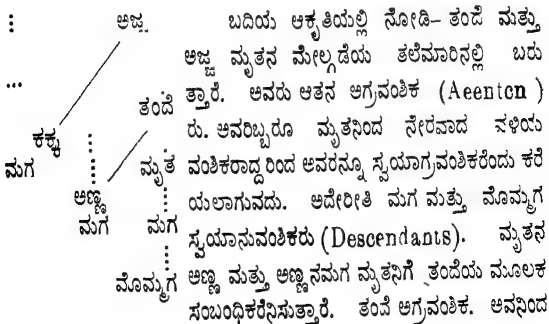 ಅಜ್ಜ
ತಂದೆ
ಕಕ್ಕ
ಮಗ
ಮೃತ
ಅಣ್ಣ
ಮಗ ಮಗ
ಮೊಮ್ಮಗ
ಬದಿಯ ಆಕೃತಿಯಲ್ಲಿ ನೋಡಿ– ತಂದೆ ಮತ್ತು
ಅಜ್ಜ ಮೃತನ ಮೇಲ್ಗಡೆಯ ತಲೆಮಾರಿನಲ್ಲಿ ಬರು
ತ್ತಾರೆ. ಅವರು ಆತನ ಅಗ್ರವಂಶಿಕ (Aeentcn )
ರು. ಅವರಿಬ್ಬರೂ ಮೃತನಿಂದ ನೇರವಾದ ವಳಿಯ
ವಂಶಿಕರಾದ್ದರಿಂದ ಅವರನ್ನೂ ಸ್ವಯಾಗ್ರವಂಶಿಕರೆಂದು ಕರೆ
ಯಲಾಗುವದು. ಅದೇರೀತಿ ಮಗ ಮತ್ತು ಮೊಮ್ಮಗ
ಸ್ವಯಾನುವಂಶಿಕರು (Descendants). ಮೃತನ
ಅಣ್ಣ ಮತ್ತು ಅಣ್ಣನಮಗ ಮೃತನಿಗೆ ತಂದೆಯ ಮೂಲಕ
ಸಂಬಂಧಿಕರೆನಿಸುತ್ತಾರೆ. ತಂದೆ ಅಗ್ರವಂಶಿಕ. ಅವನಿಂದ